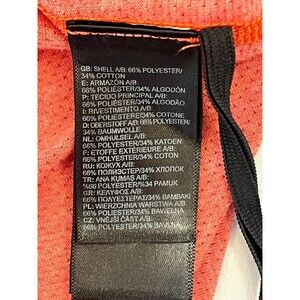 GB: SHELL A/B: 66% POLYESTER/
34% COTTON
E: ARMAZÓN A/B:
66% POLIÉSTER/34% ALGODÓN
P: TECIDO PRINCIPAL A/B:
66% POLIÉSTER/34% ALGODÃO
I: RIVESTIMENTO A/B:
66% POLIESTERE/34% COTONE
D: OBERSTOFF A/B: 66% POLYESTER/
34% BAUMWOLLE
NL: OMHULSEL A/B:
66% POLYESTER/34% KATOEN
F: ÉTOFFE EXTÉRIEURE A/B:
66% POLYESTER/34% COTON
RU: КОЖУХ A/B:
66% ПОЛИЭСТЕР/34% ХЛОПОК
TR: ANA KUMAŞ A/B:
%66 POLYESTER/%34 PAMUK
GR: ΚΕΛΥΦΟΣ A/B:
66% ΠΟΛΥΕΣΤΕΡΑΣ/34% ΒΑΜΒΑΚΙ
PL: WIERZCHNIA WARSTWA A/B:
66% POLIESTER/34% BAWEŁNA
CZ: VNĚJŠÍ ČÁST A/B:
66% POLYESTER/34% BAVLNA